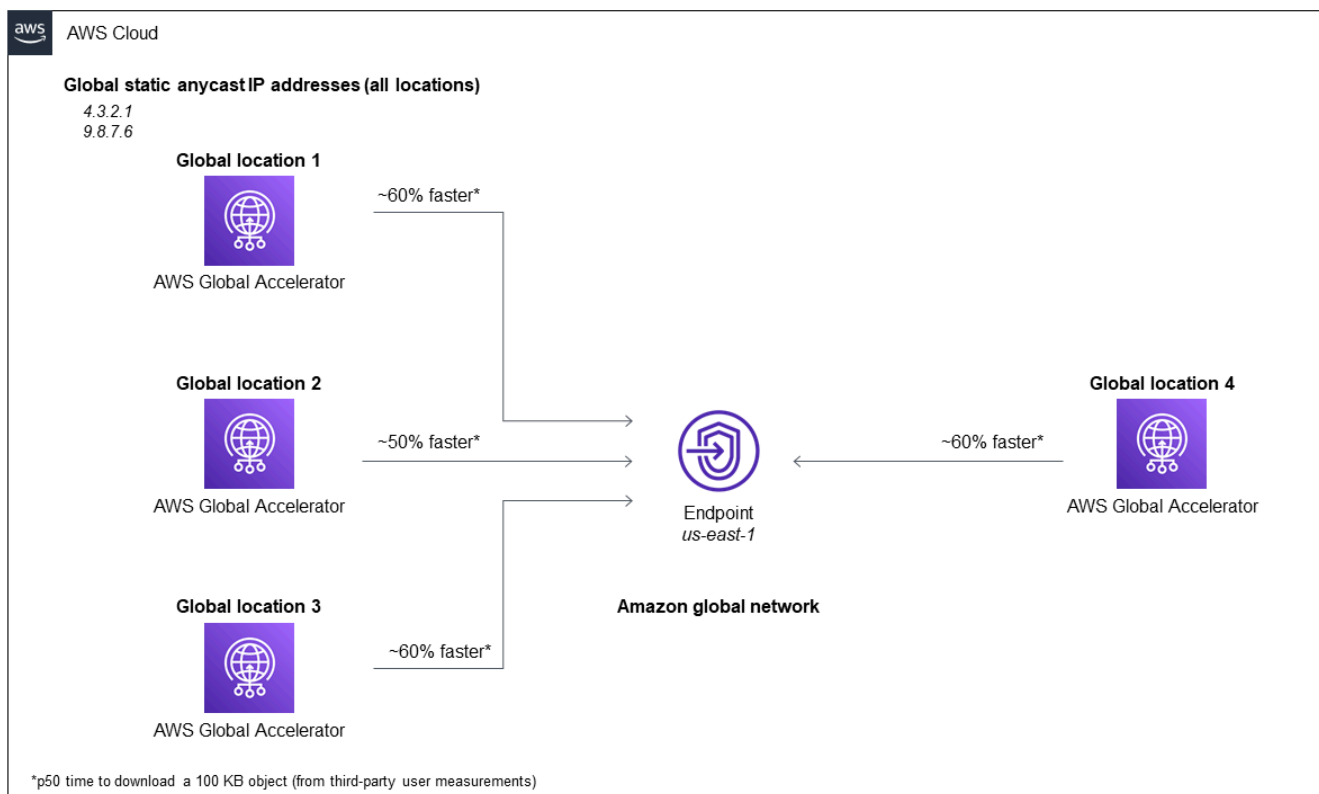 aws
AWS Cloud
Global static anycast IP addresses (all locations)
4.3.2.1
9.8.7.6
Global location 1
~60% faster*
AWS Global Accelerator
Global location 2
~50% faster*
AWS Global Accelerator
Endpoint
us-east-1
Global location 4
~60% faster*
AWS Global Accelerator
Global location 3
~60% faster*
AWS Global Accelerator
Amazon global network
*p50 time to download a 100 KB object (from third-party user measurements)